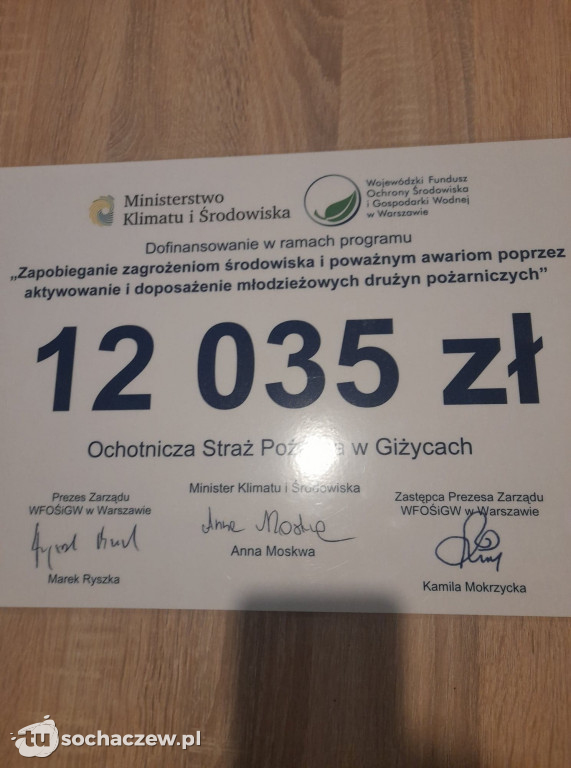 Ministerstwo
Klimatu i Środowiska
Wojewódzki Fundusz
Ochrony Środowiska
i Gospodarki Wodnej
w Warszawie
Dofinansowanie w ramach programu
„Zapobieganie zagrożeniom środowiska i poważnym awariom poprzez
aktywowanie i doposażenie młodzieżowych drużyn pożarniczych”
12 035 zł
Ochotnicza Straż w Giżycach
Prezes Zarządu
WFOŚiGW w Warszawie
Marek Ryszka
Minister Klimatu i Środowiska
Anna Moskwa
Anna Moskwa
Zastępca Prezesa Zarządu
WFOŚiGW w Warszawie
Kamila Mokrzycka
tu sochaczew.pl